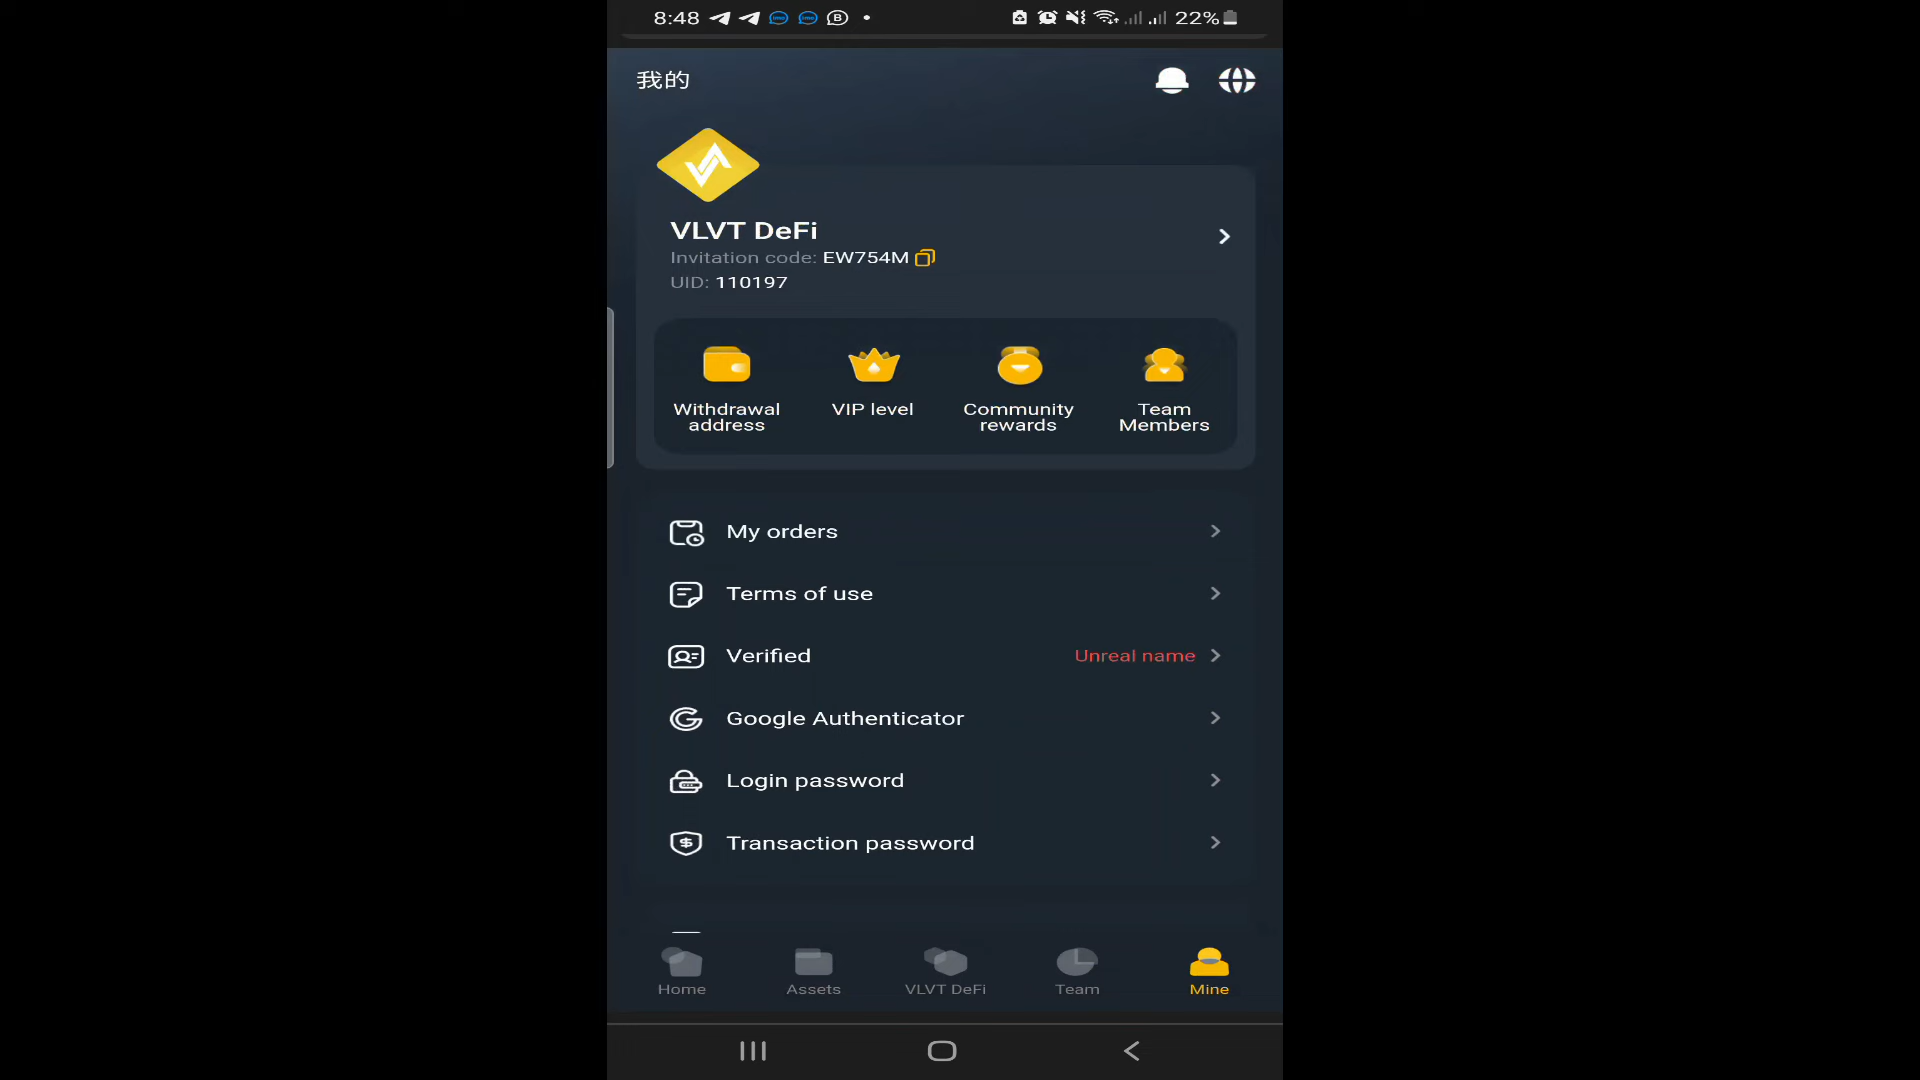 8:48
22%
我的
VLVT DeFi
Invitation code: EW754M
UID: 110197
Withdrawal address
VIP level
Community rewards
Team Members
My orders
Terms of use
Verified
Unreal name
Google Authenticator
Login password
Transaction password
Home
Assets
VLVT DeFi
Team
Mine